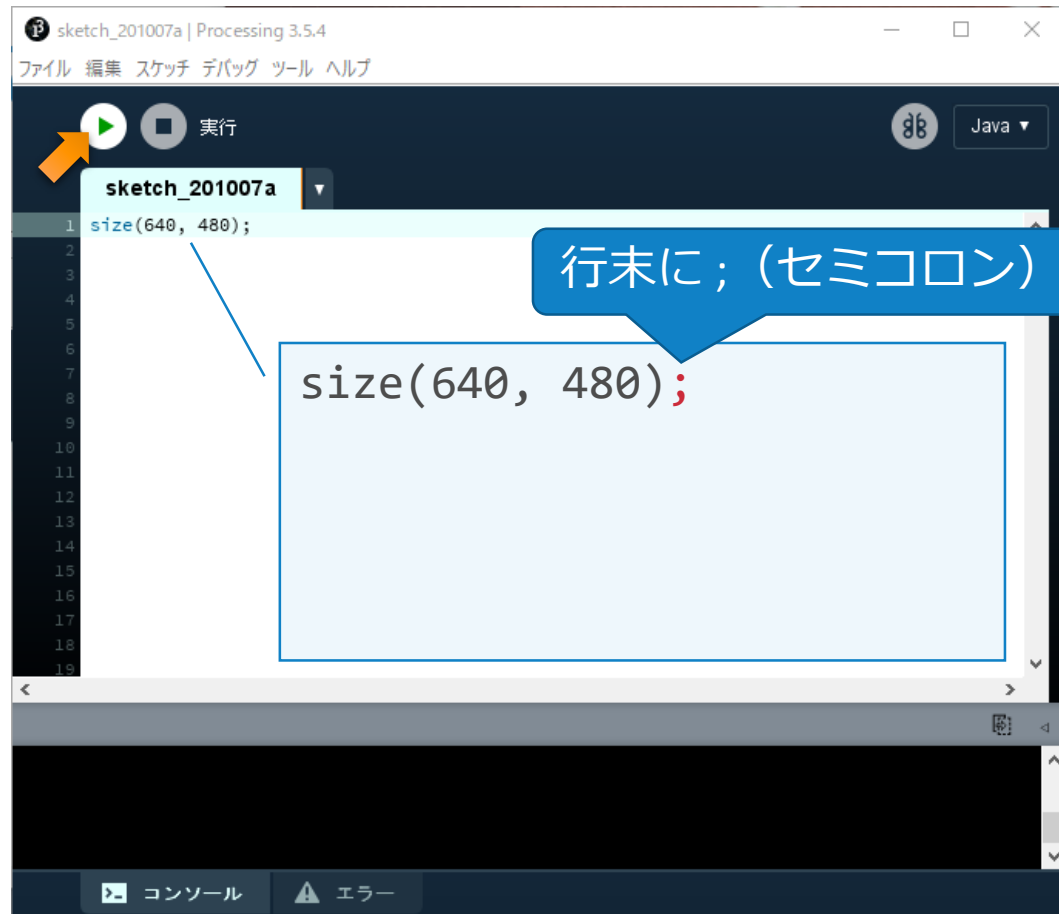 sketch_201007a | Processing 3.5.4
ファイル 編集 スケッチ デバッグ ツール ヘルプ
実行
Java ▼
sketch_201007a ▼
1 size(640, 480);
2
3
4
5
6
7
8
9
10
11
12
13
14
15
16
17
18
19
行末に ;（セミコロン）
size(640, 480);
コンソール
エラー